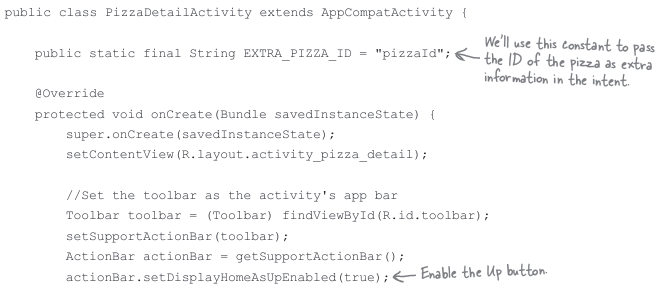 public class PizzaDetailActivity extends AppCompatActivity {
public static final String EXTRA_PIZZA_ID = "pizzaId";
We'll use this constant to pass
the ID of the pizza as extra
information in the intent.
@Override
protected void onCreate(Bundle savedInstanceState) {
super.onCreate(savedInstanceState);
setContentView(R.layout.activity_pizza_detail);
//Set the toolbar as the activity's app bar
Toolbar toolbar = (Toolbar) findViewById(R.id.toolbar);
setSupportActionBar(toolbar);
ActionBar actionBar = getSupportActionBar();
actionBar.setDisplayHomeAsUpEnabled(true);
Enable the Up button.